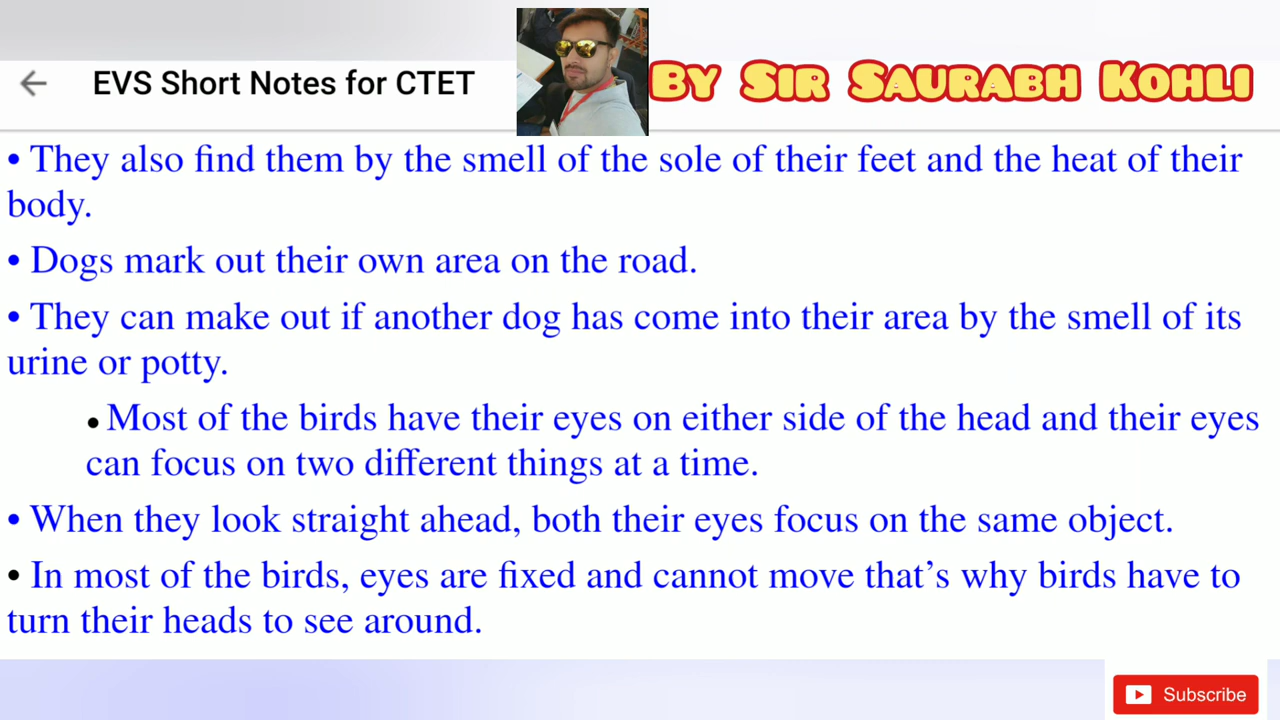 EVS Short Notes for CTET
By Sir Saurabh Kohli
• They also find them by the smell of the sole of their feet and the heat of their
body.
• Dogs mark out their own area on the road.
• They can make out if another dog has come into their area by the smell of its
urine or potty.
• Most of the birds have their eyes on either side of the head and their eyes
can focus on two different things at a time.
• When they look straight ahead, both their eyes focus on the same object.
• In most of the birds, eyes are fixed and cannot move that’s why birds have to
turn their heads to see around.
Subscribe